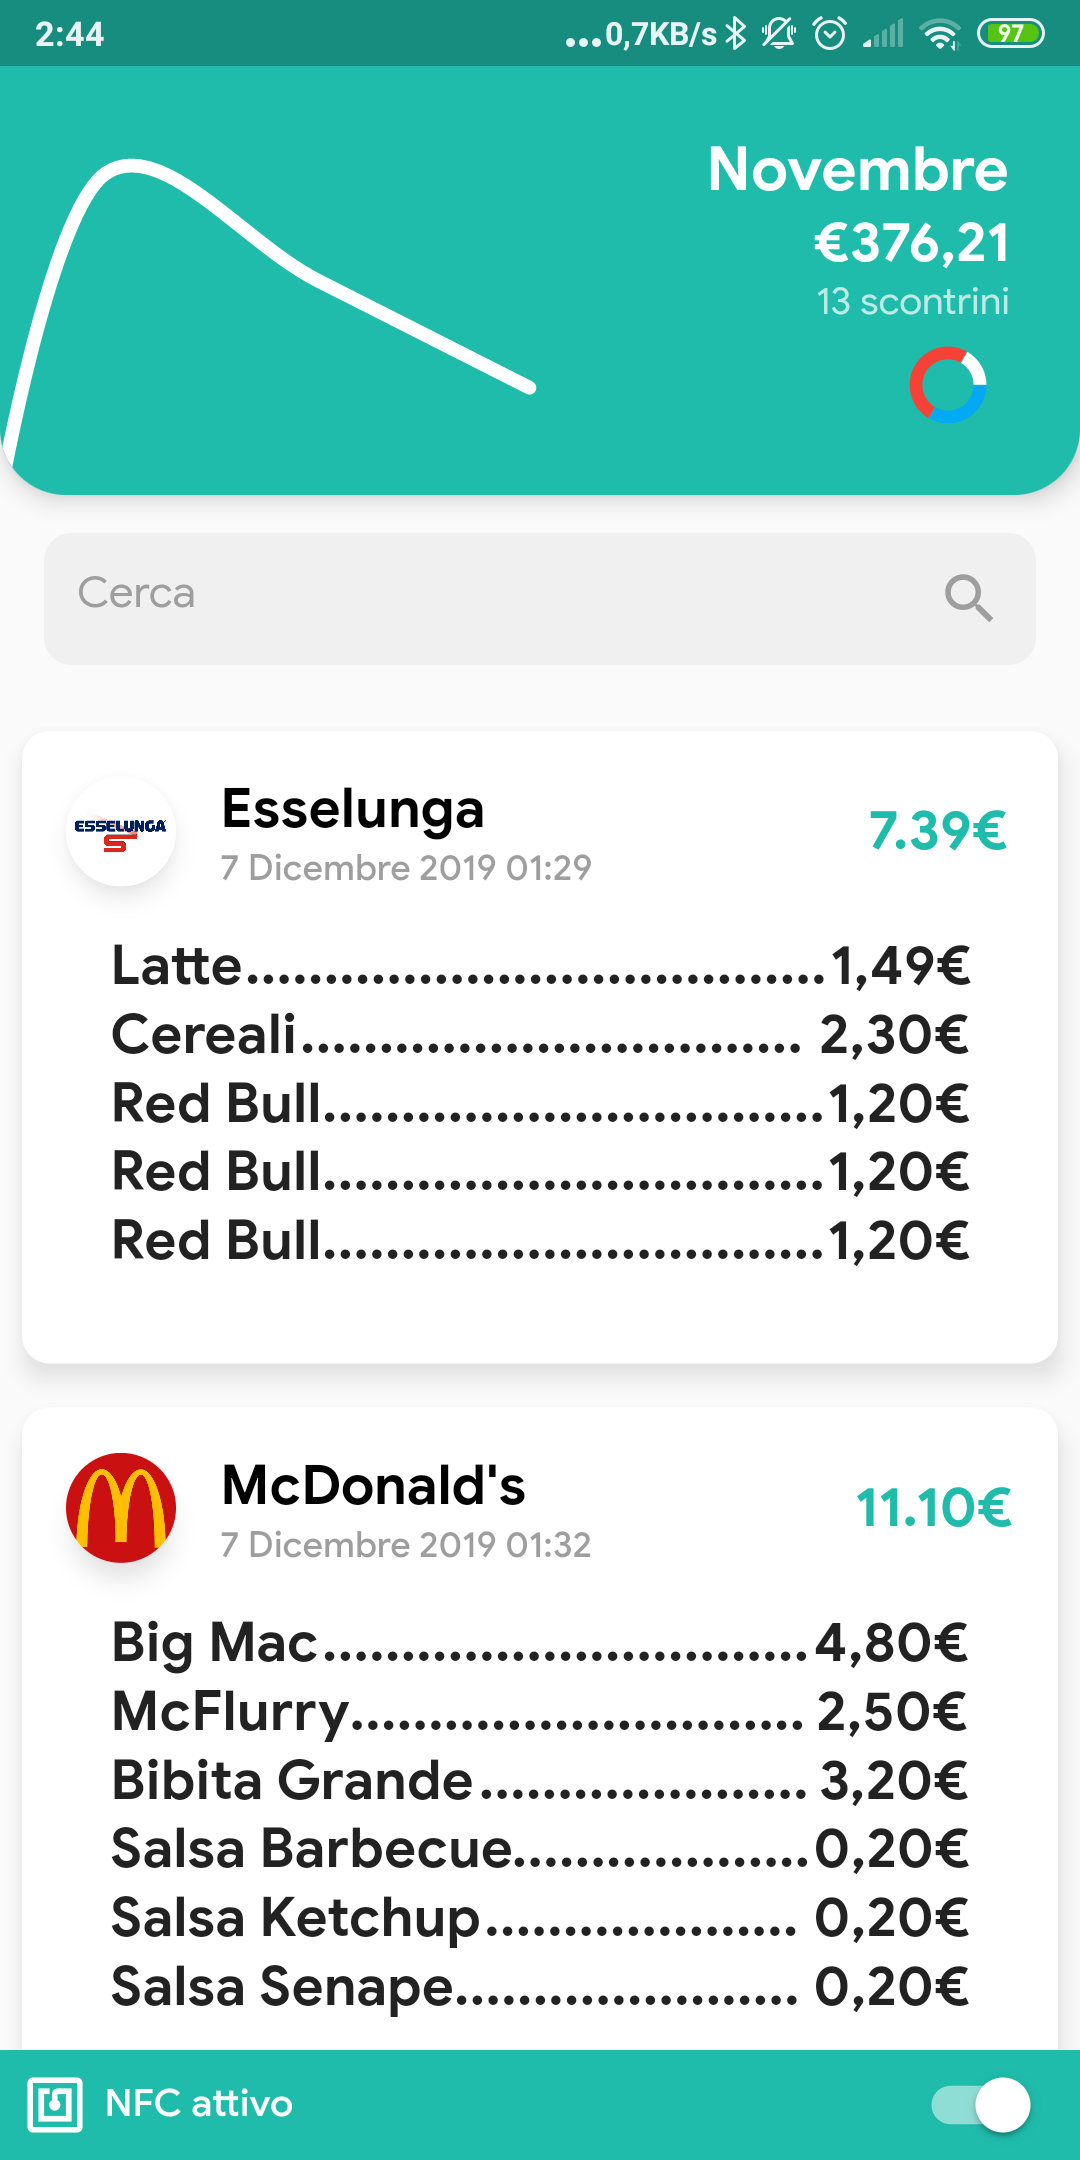 2:44
...0,7KB/s
97
Novembre
€376,21
13 scontrini
Cerca
ESSELUNGA
S
Esselunga
7 Dicembre 2019 01:29
7.39€
Latte.....................................1,49€
Cereali................................ 2,30€
Red Bull................................1,20€
Red Bull................................1,20€
Red Bull................................1,20€
McDonald's
7 Dicembre 2019 01:32
11.10€
Big Mac...............................4,80€
McFlurry............................. 2,50€
Bibita Grande..................... 3,20€
Salsa Barbecue...................0,20€
Salsa Ketchup.................... 0,20€
Salsa Senape...................... 0,20€
NFC attivo